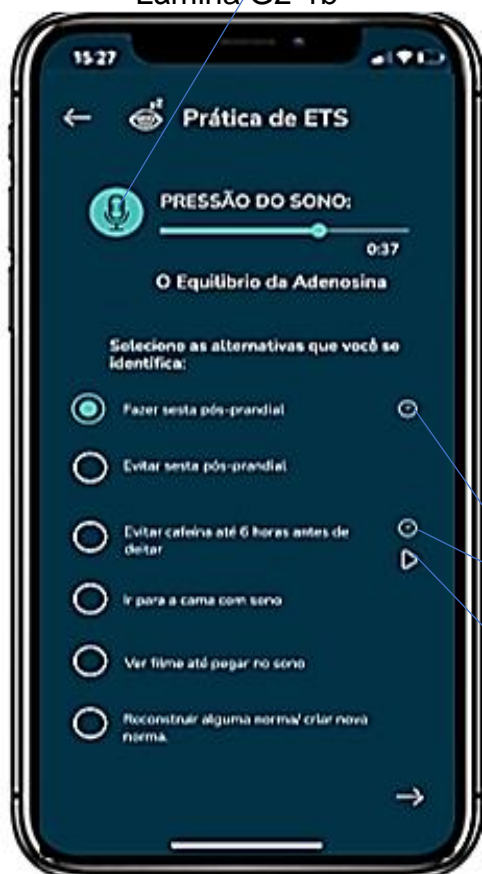 Lâmina G2-1b
15:27
Prática de ETS
PRESSÃO DO SONO:
0:37
O Equilibrio da Adenosina
Selecione as alternativas que você se
identifica:
Fazer sesta pós-prandial
Evitar sesta pós-prandial
Evitar cafeína até 6 horas antes de
deitar
Ir para a cama com sono
Ver filme até pegar no sono
Reconstruir alguma norma/ criar nova
norma.